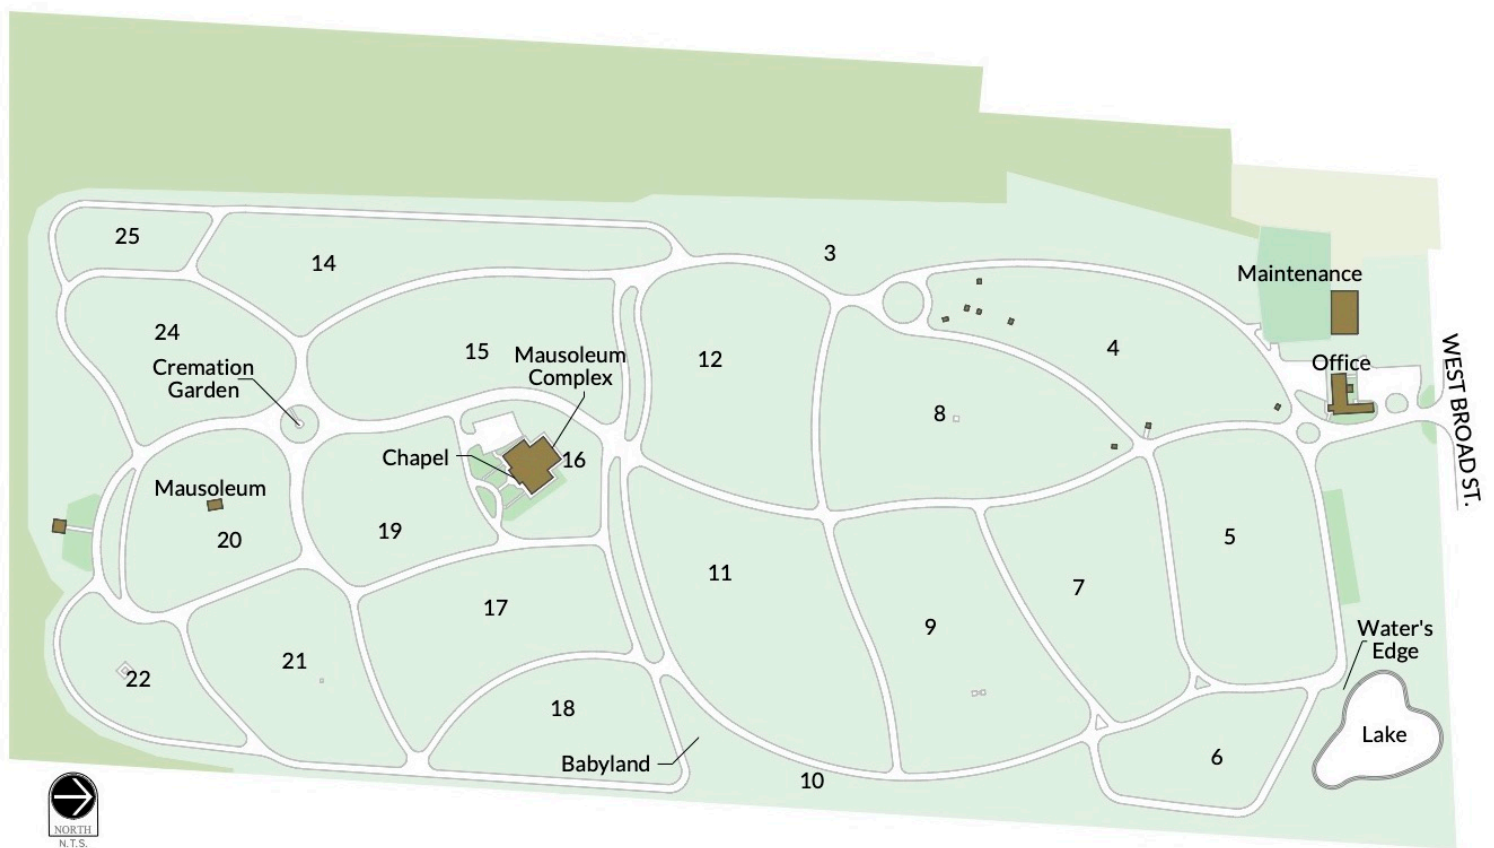 25
14
3
Maintenance
24
15
Mausoleum
Complex
12
4
Cremation
Garden
Office
WEST BROAD ST.
8
Chapel
16
Mausoleum
20
19
5
11
7
17
9
Water's
Edge
21
22
18
Lake
Babyland
10
6
NORTH
N.T.S.